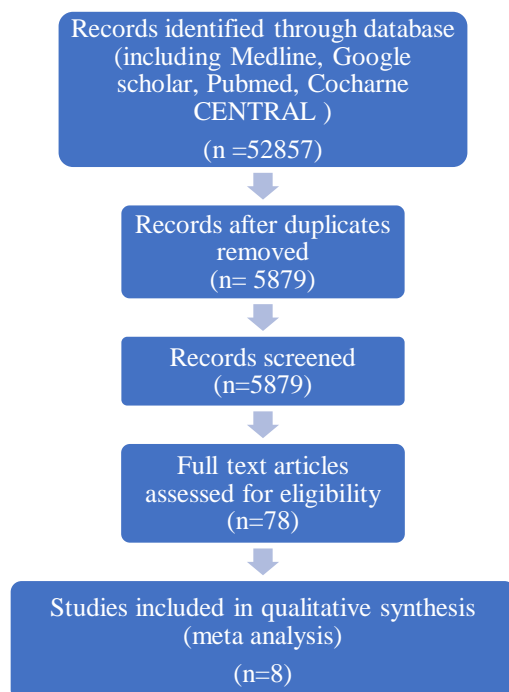 Records identified through database
(including Medline, Google
scholar, Pubmed, Cocharne
CENTRAL )
(n =52857)
Records after duplicates
removed
(n= 5879)
Records screened
(n=5879)
Full text articles
assessed for eligibility
(n=78)
Studies included in qualitative synthesis
(meta analysis)
(n=8)